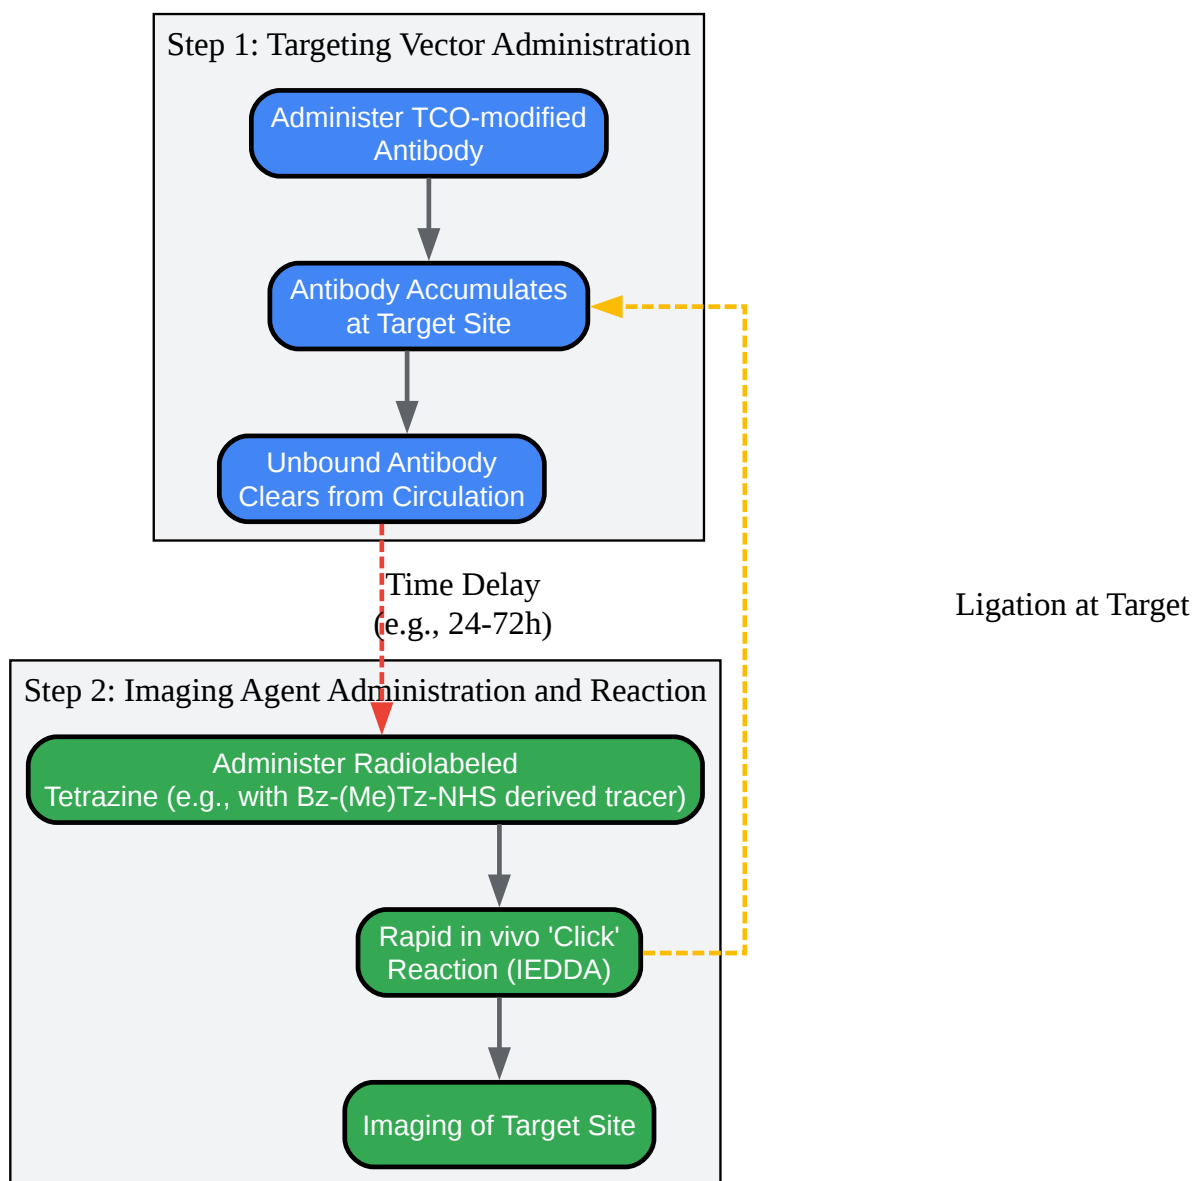 Step 1: Targeting Vector Administration
Administer TCO-modified
Antibody
Antibody Accumulates
at Target Site
Unbound Antibody
Clears from Circulation
Time Delay
(e.g., 24-72h)
Ligation at Target
Step 2: Imaging Agent Administration and Reaction
Administer Radiolabeled
Tetrazine (e.g., with Bz-(Me)Tz-NHS derived tracer)
Rapid in vivo 'Click'
Reaction (IEDDA)
Imaging of Target Site